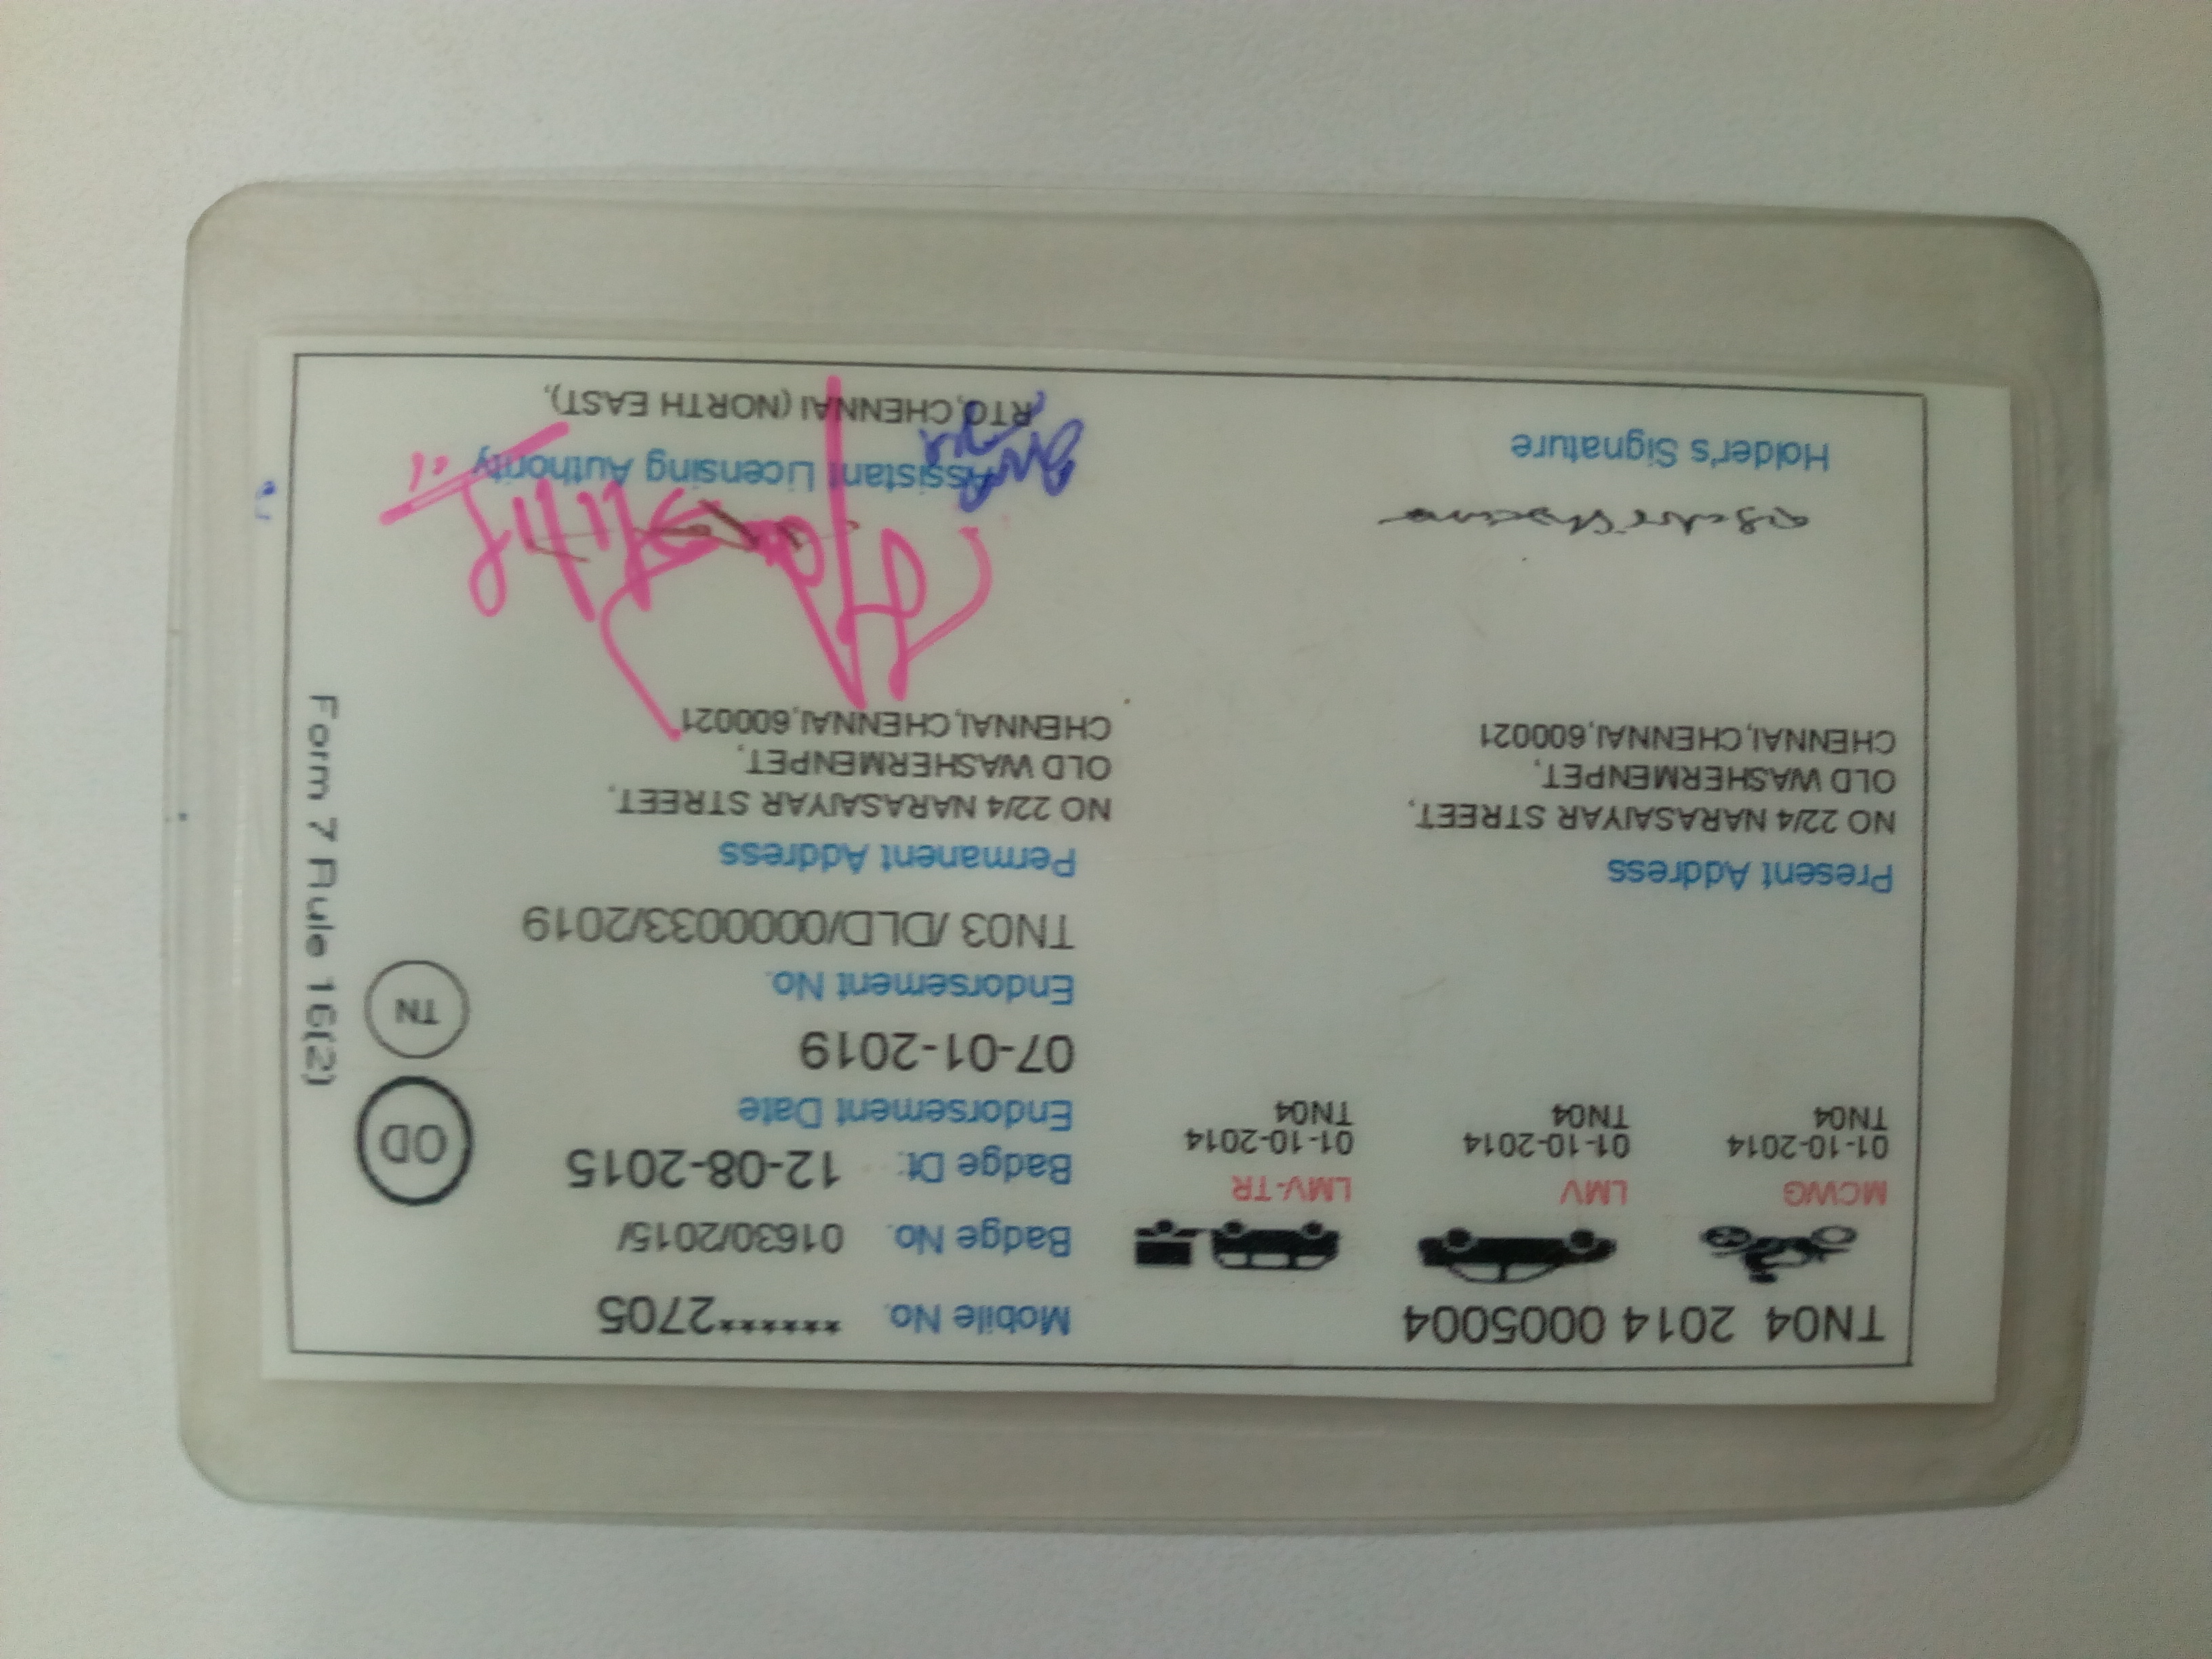 TN04 2014 0005004
MCWG
01-10-2014
TN04
LMV
01-10-2014
TN04
LMV-TR
01-10-2014
TN04
Present Address
NO 22/4 NARASAIYAR STREET,
OLD WASHERMENPET,
CHENNAI, CHENNAI, 600021
Holder's Signature
Mobile No. ******2705
Badge No. 01630/2015/
Badge Dt. 12-08-2015
Endorsement Date
07-01-2019
Endorsement No.
TN03 /DLD/0000033/2019
Permanent Address
NO 22/4 NARASAIYAR STREET,
OLD WASHERMENPET,
CHENNAI, CHENNAI, 600021
Assistant Licensing Authority
RTO, CHENNAI (NORTH EAST),
OD
TN
Form 7 Rule 16(2)